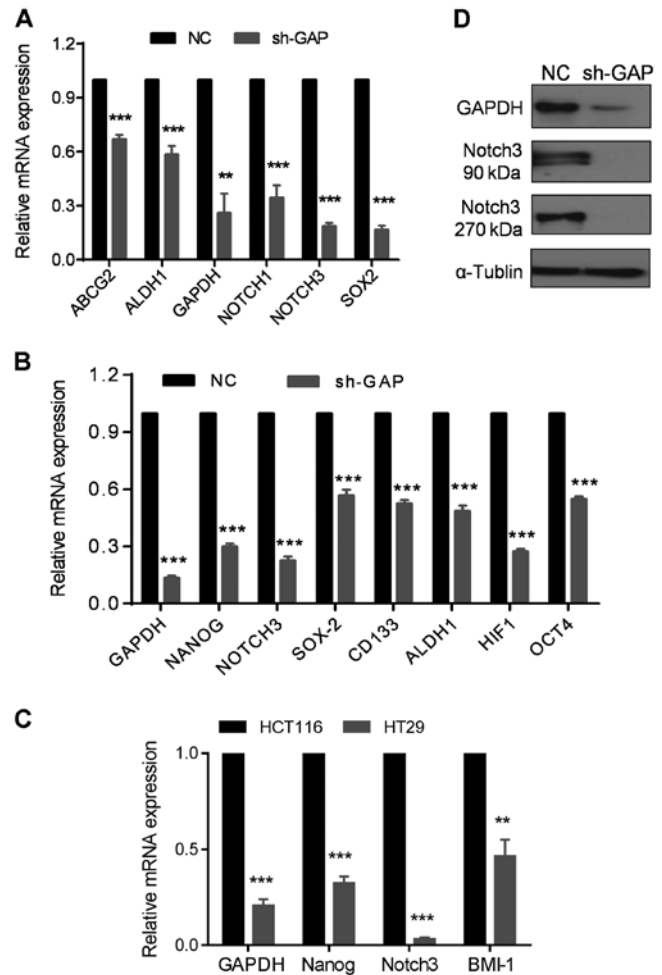 A
NC sh-GAP
Relative mRNA expression
1.2
0.9
0.6
0.3
0.0
*** *** ** *** *** ***
ABCG2 ALDH1 GAPDH NOTCH1 NOTCH3 SOX2
D
NC sh-GAP
GAPDH
Notch3
90 kDa
Notch3
270 kDa
α-Tublin
B
NC sh-GAP
Relative mRNA expression
1.2
0.9
0.6
0.3
0.0
*** *** *** *** *** *** *** ***
GAPDH NANOG NOTCH3 SOX-2 CD133 ALDH1 HIF1 OCT4
C
HCT116 HT29
Relative mRNA expression
1.0
0.5
0.0
*** *** *** **
GAPDH Nanog Notch3 BMI-1